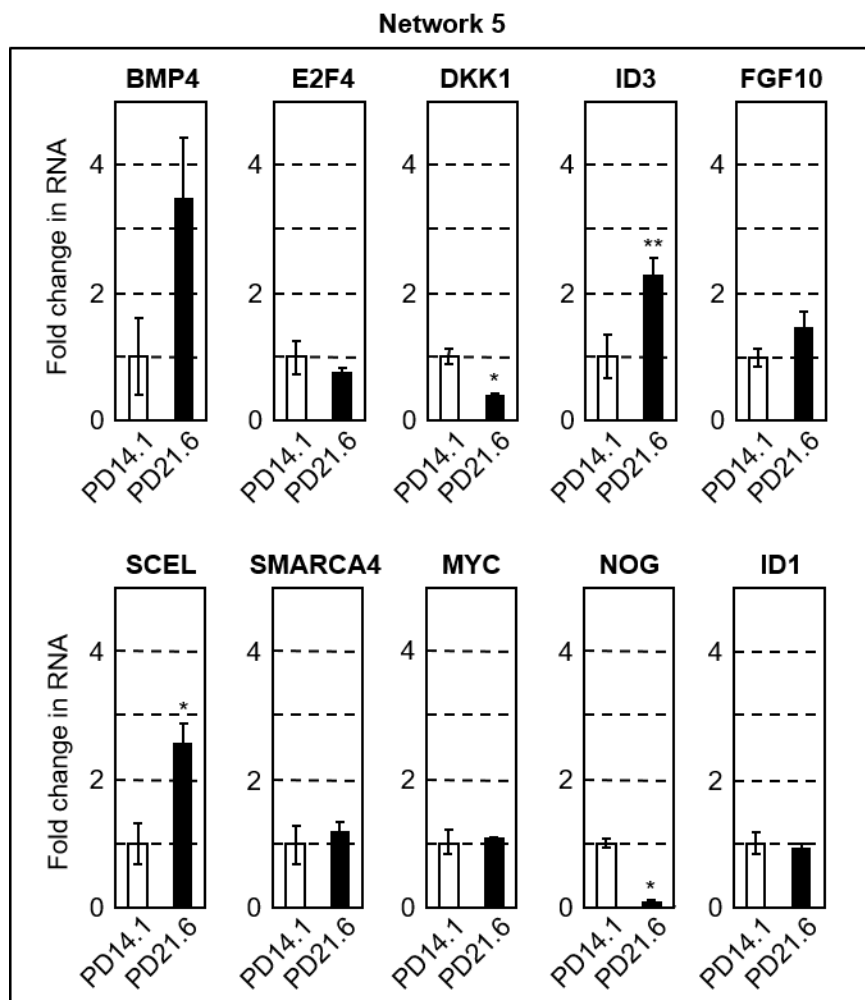 Network 5
BMP4 E2F4 DKK1 ID3 FGF10
Fold change in RNA
4 4 4 4 4
2 2 2 2 2
0 0 0 0 0
** 
*
PD14.1 PD21.6 PD14.1 PD21.6 PD14.1 PD21.6 PD14.1 PD21.6 PD14.1 PD21.6
SCEL SMARCA4 MYC NOG ID1
Fold change in RNA
4 4 4 4 4
*
2 2 2 2 2
*
0 0 0 0 0
PD14.1 PD21.6 PD14.1 PD21.6 PD14.1 PD21.6 PD14.1 PD21.6 PD14.1 PD21.6